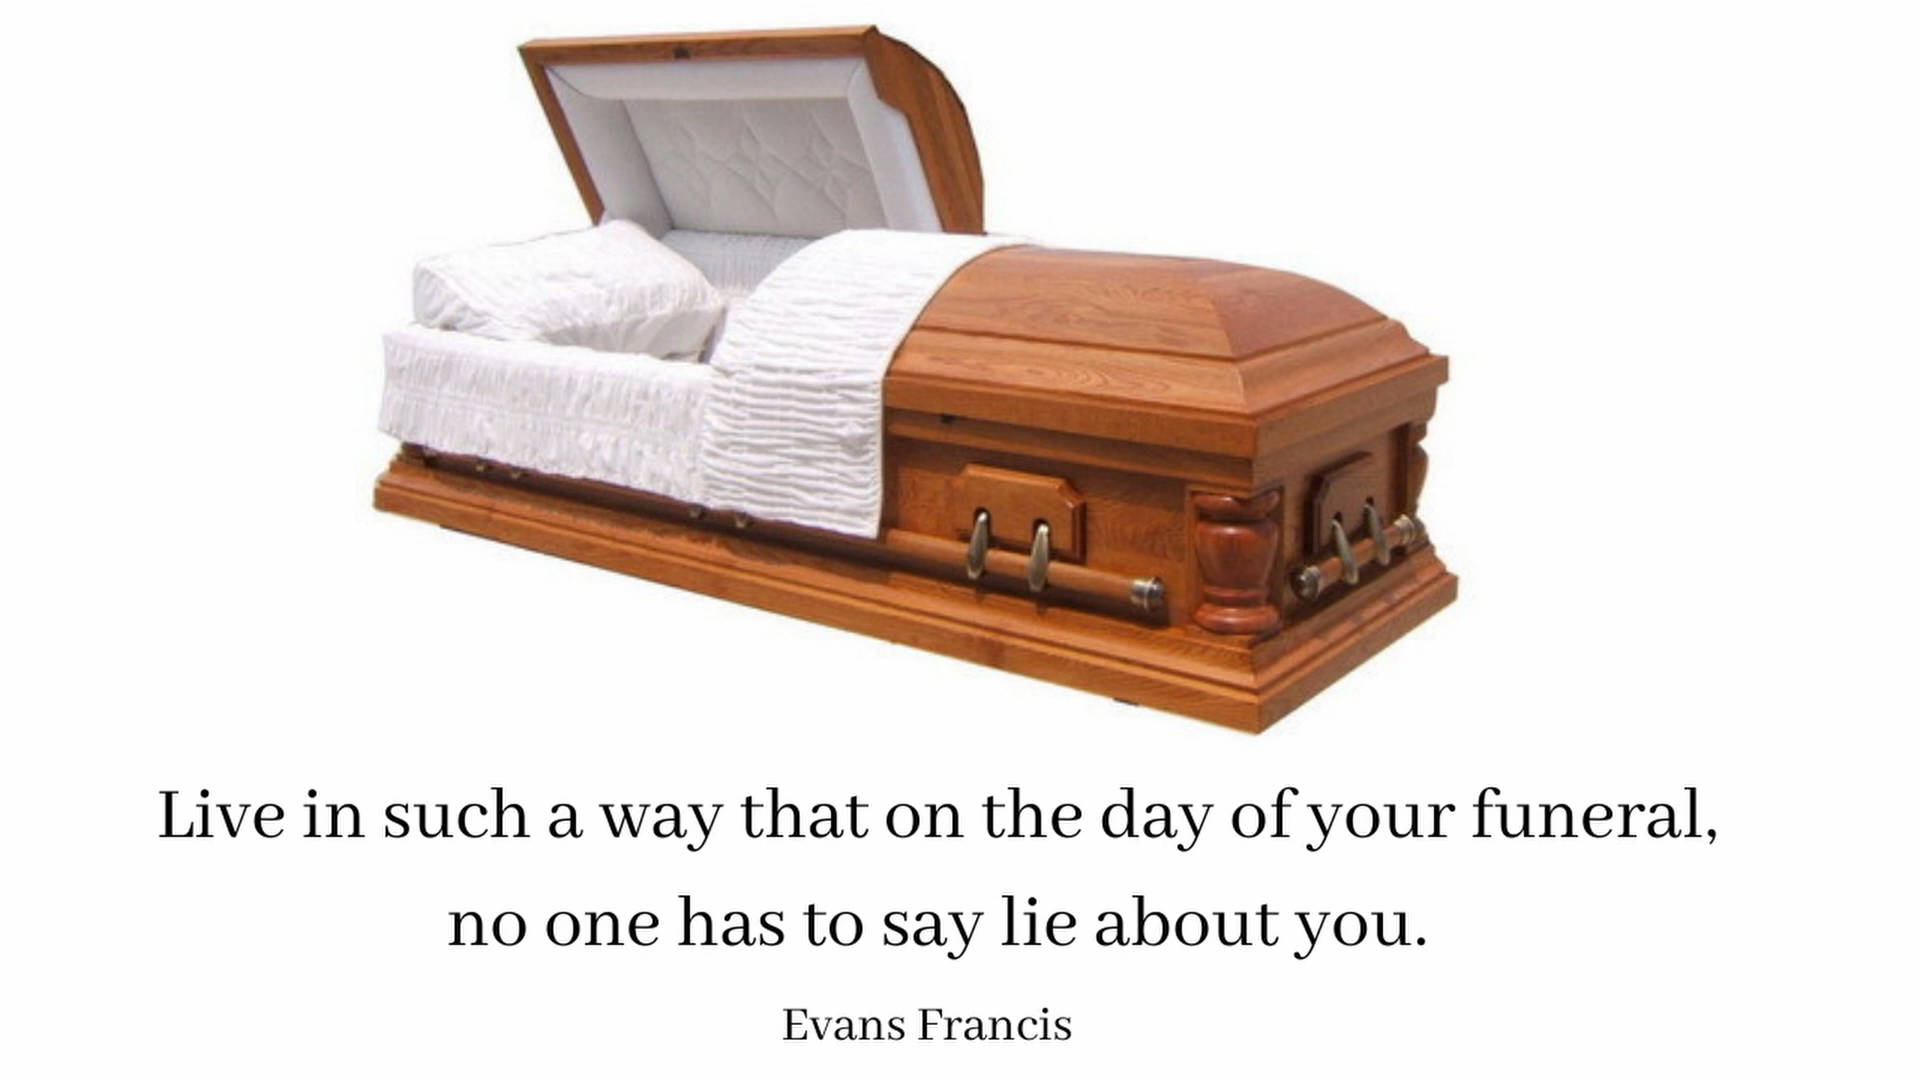 Live in such a way that on the day of your funeral,
no one has to say lie about you.
Evans Francis